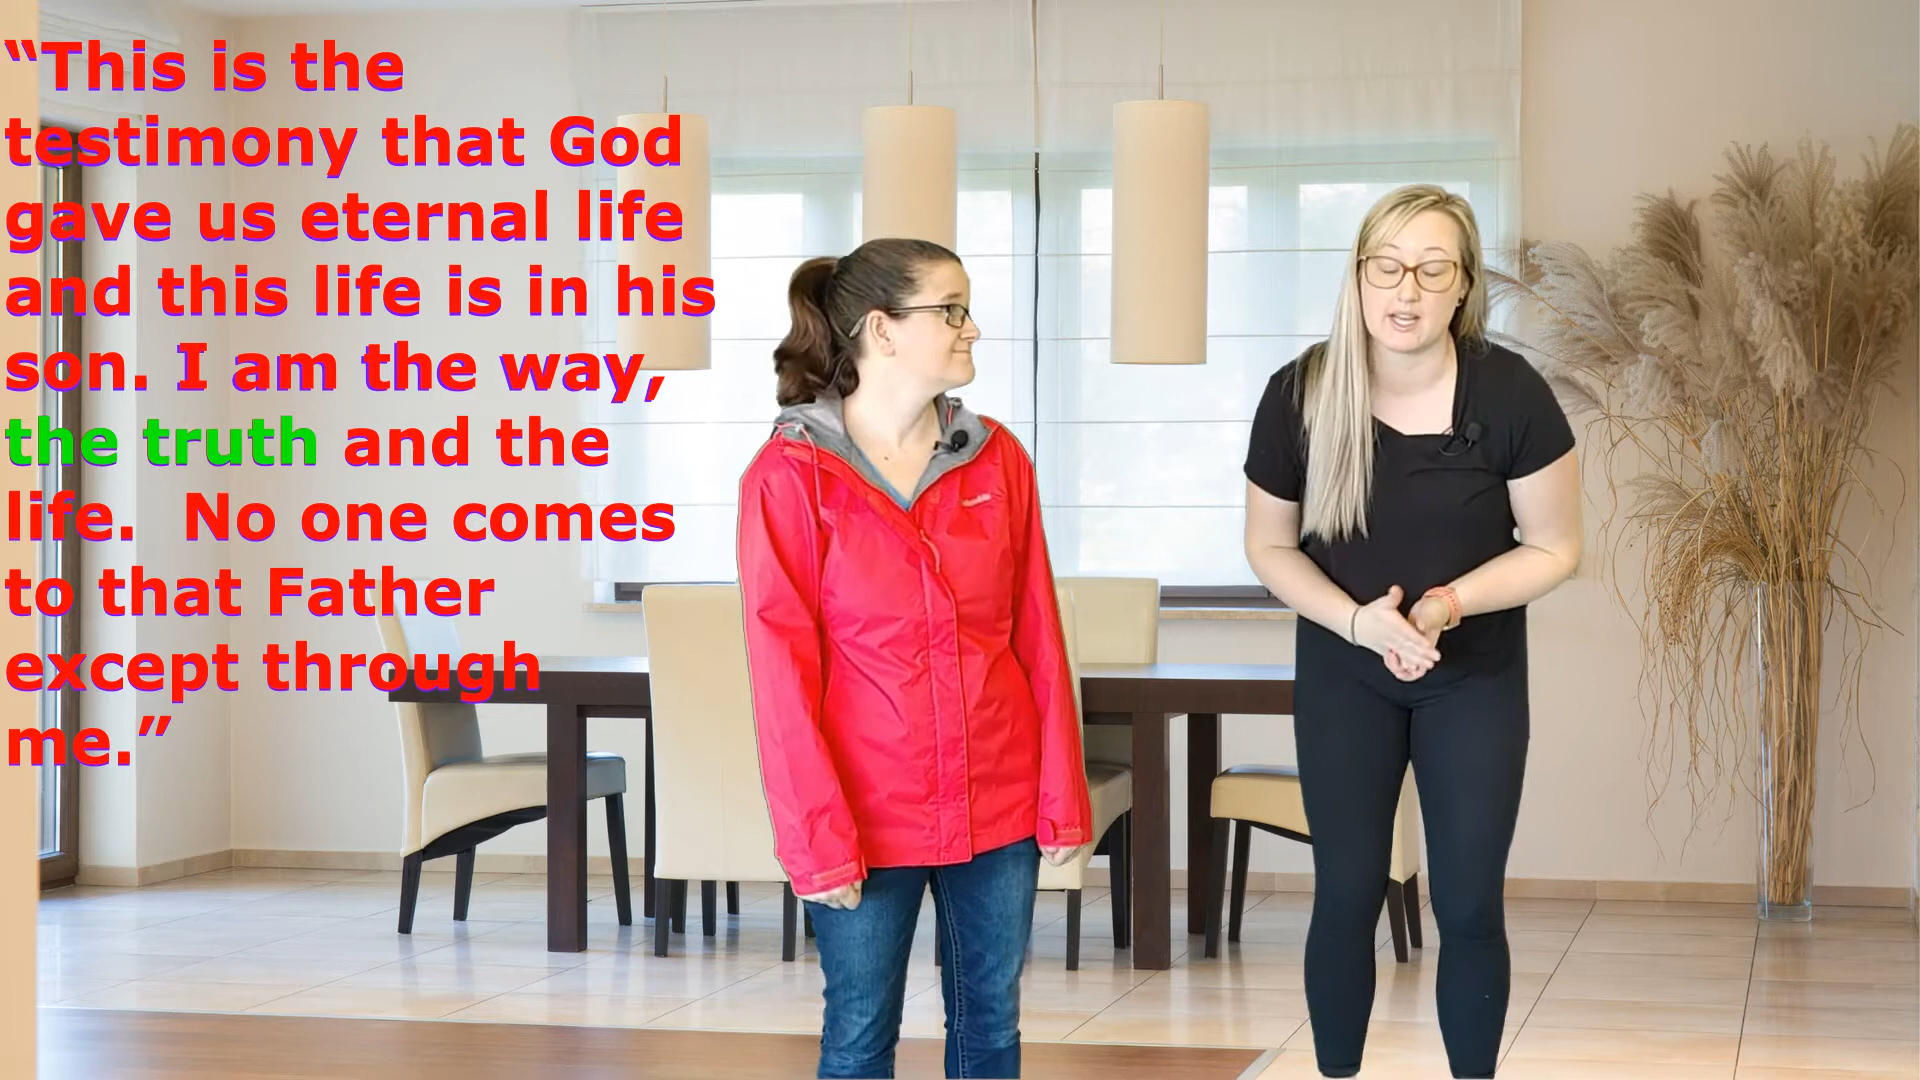 “This is the
testimony that God
gave us eternal life
and this life is in his
son. I am the way,
the truth and the
life.  No one comes
to that Father
except through
me.”